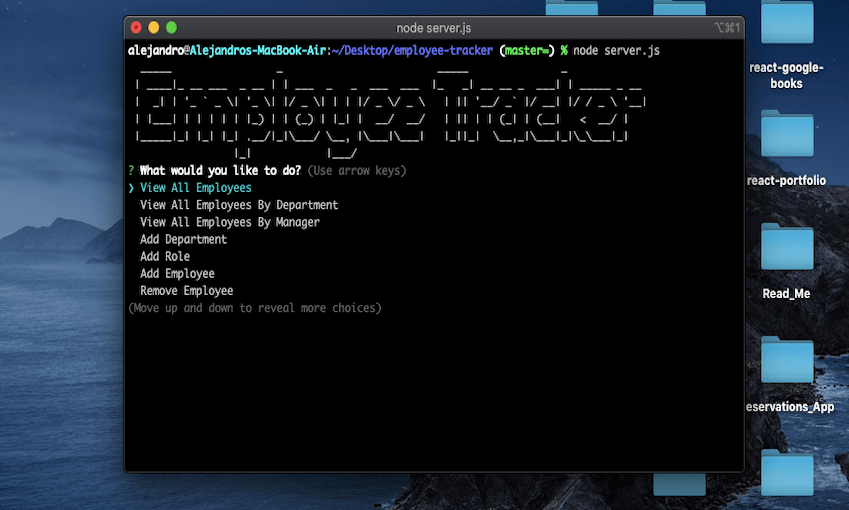 node server.js
⌥⌘1
alejandro@Alejandros-MacBook-Air:~/Desktop/employee-tracker (master=) % node server.js
Employee Tracker
? What would you like to do? (Use arrow keys)
❯ View All Employees
View All Employees By Department
View All Employees By Manager
Add Department
Add Role
Add Employee
Remove Employee
(Move up and down to reveal more choices)
react-google-
books
react-portfolio
Read_Me
eservations_App